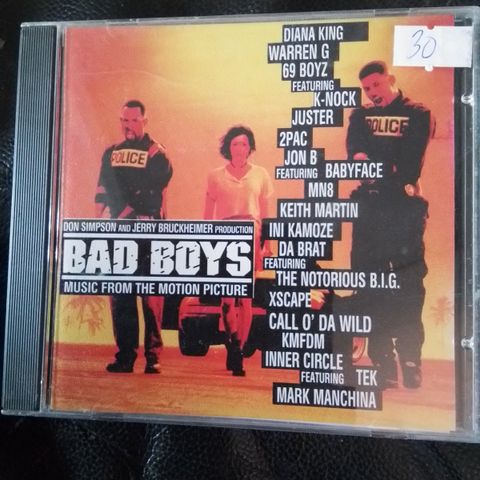 30
DIANA KING
WARREN G
69 BOYZ
FEATURING
K-NOCK
JUSTER
2PAC
JON B
FEATURING BABYFACE
MN8
KEITH MARTIN
INI KAMOZE
DA BRAT
FEATURING
THE NOTORIOUS B.I.G.
XSCAPE
CALL O' DA WILD
KMFDM
INNER CIRCLE
FEATURING TEK
MARK MANCHINA
POLICE
POLICE
DON SIMPSON AND JERRY BRUCKHEIMER PRODUCTION
BAD BOYS
MUSIC FROM THE MOTION PICTURE